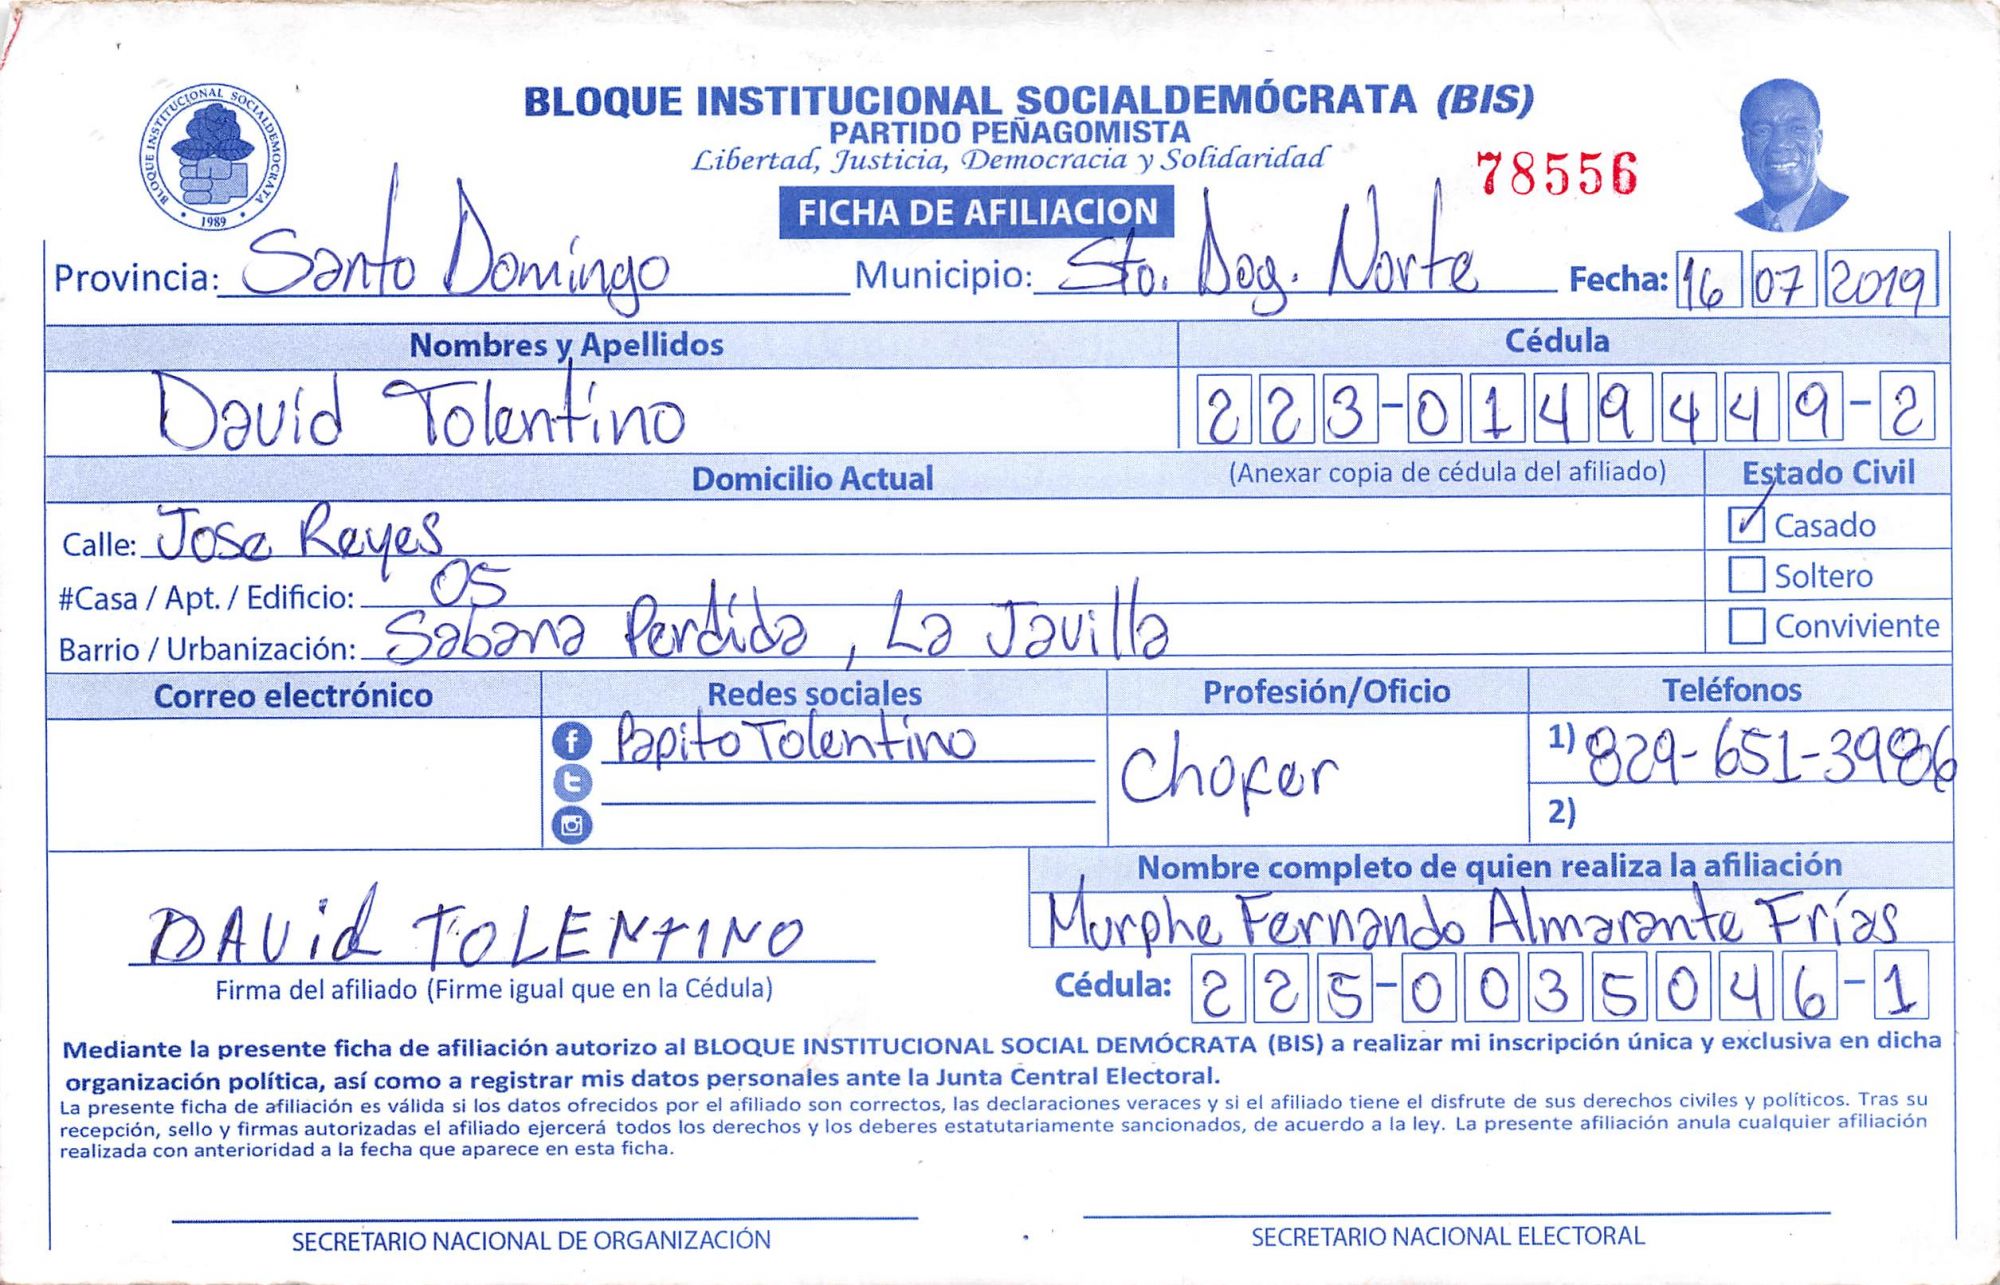 BLOQUE INSTITUCIONAL SOCIALDEMÓCRATA (BIS)
PARTIDO PEÑAGOMISTA
Libertad, Justicia, Democracia y Solidaridad
78556
FICHA DE AFILIACION
BLOQUE INSTITUCIONAL SOCIALDEMOCRATA
1989
Provincia: Santo Domingo Municipio: Sto. Dog. Norte Fecha: 16 07 2019
Nombres y Apellidos Cédula
David Tolentino 223-0149449-2
Domicilio Actual (Anexar copia de cédula del afiliado) Estado Civil
Calle: Jose Reyes Casado
#Casa / Apt. / Edificio: 05 Soltero
Barrio / Urbanización: Sabana Perdida, La Javilla Conviviente
Correo electrónico Redes sociales Profesión/Oficio Teléfonos
Papito Tolentino Chofer 1) 829-651-3986
2)
Nombre completo de quien realiza la afiliación
DAVid TOLENTINO Murphe Fernando Almarante Frías
Firma del afiliado (Firme igual que en la Cédula) Cédula: 225-0035046-1
Mediante la presente ficha de afiliación autorizo al BLOQUE INSTITUCIONAL SOCIAL DEMÓCRATA (BIS) a realizar mi inscripción única y exclusiva en dicha
organización política, así como a registrar mis datos personales ante la Junta Central Electoral.
La presente ficha de afiliación es válida si los datos ofrecidos por el afiliado son correctos, las declaraciones veraces y si el afiliado tiene el disfrute de sus derechos civiles y políticos. Tras su
recepción, sello y firmas autorizadas el afiliado ejercerá todos los derechos y los deberes estatutariamente sancionados, de acuerdo a la ley. La presente afiliación anula cualquier afiliación
realizada con anterioridad a la fecha que aparece en esta ficha.
SECRETARIO NACIONAL DE ORGANIZACIÓN SECRETARIO NACIONAL ELECTORAL